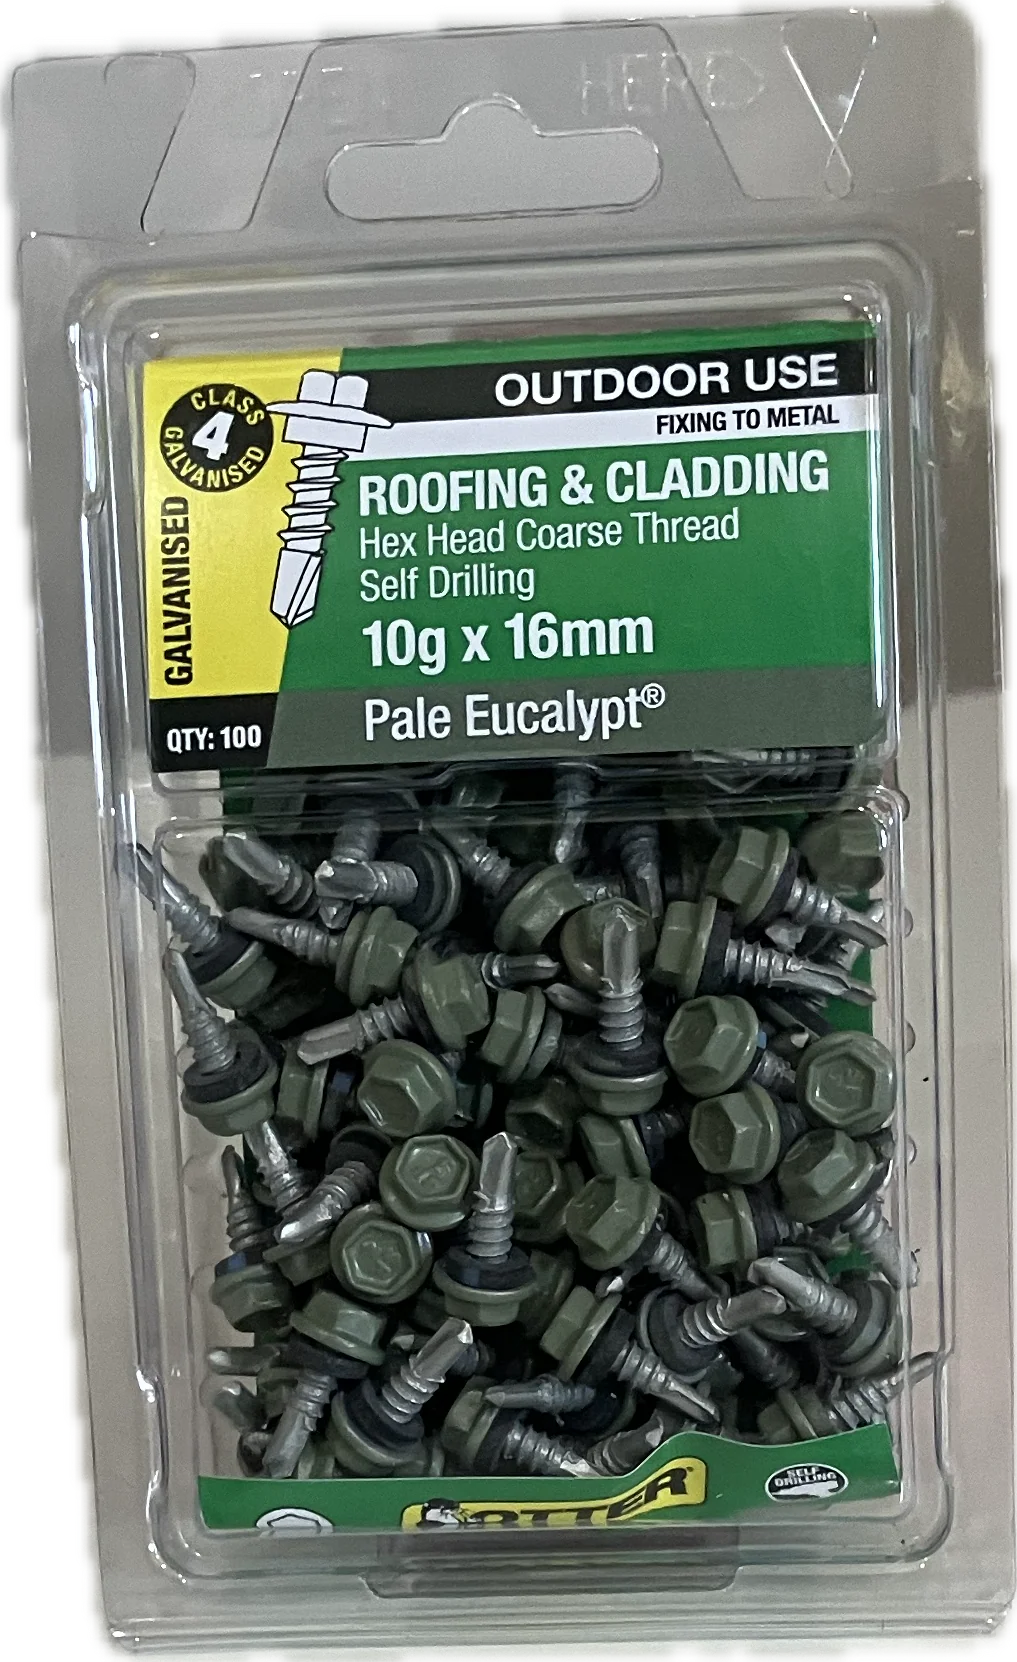 HERE
OUTDOOR USE
FIXING TO METAL
CLASS
4
GALVANISED
GALVANISED
ROOFING & CLADDING
Hex Head Coarse Thread
Self Drilling
10g x 16mm
Pale Eucalypt®
QTY: 100
OTTER
SELF
DRILLING